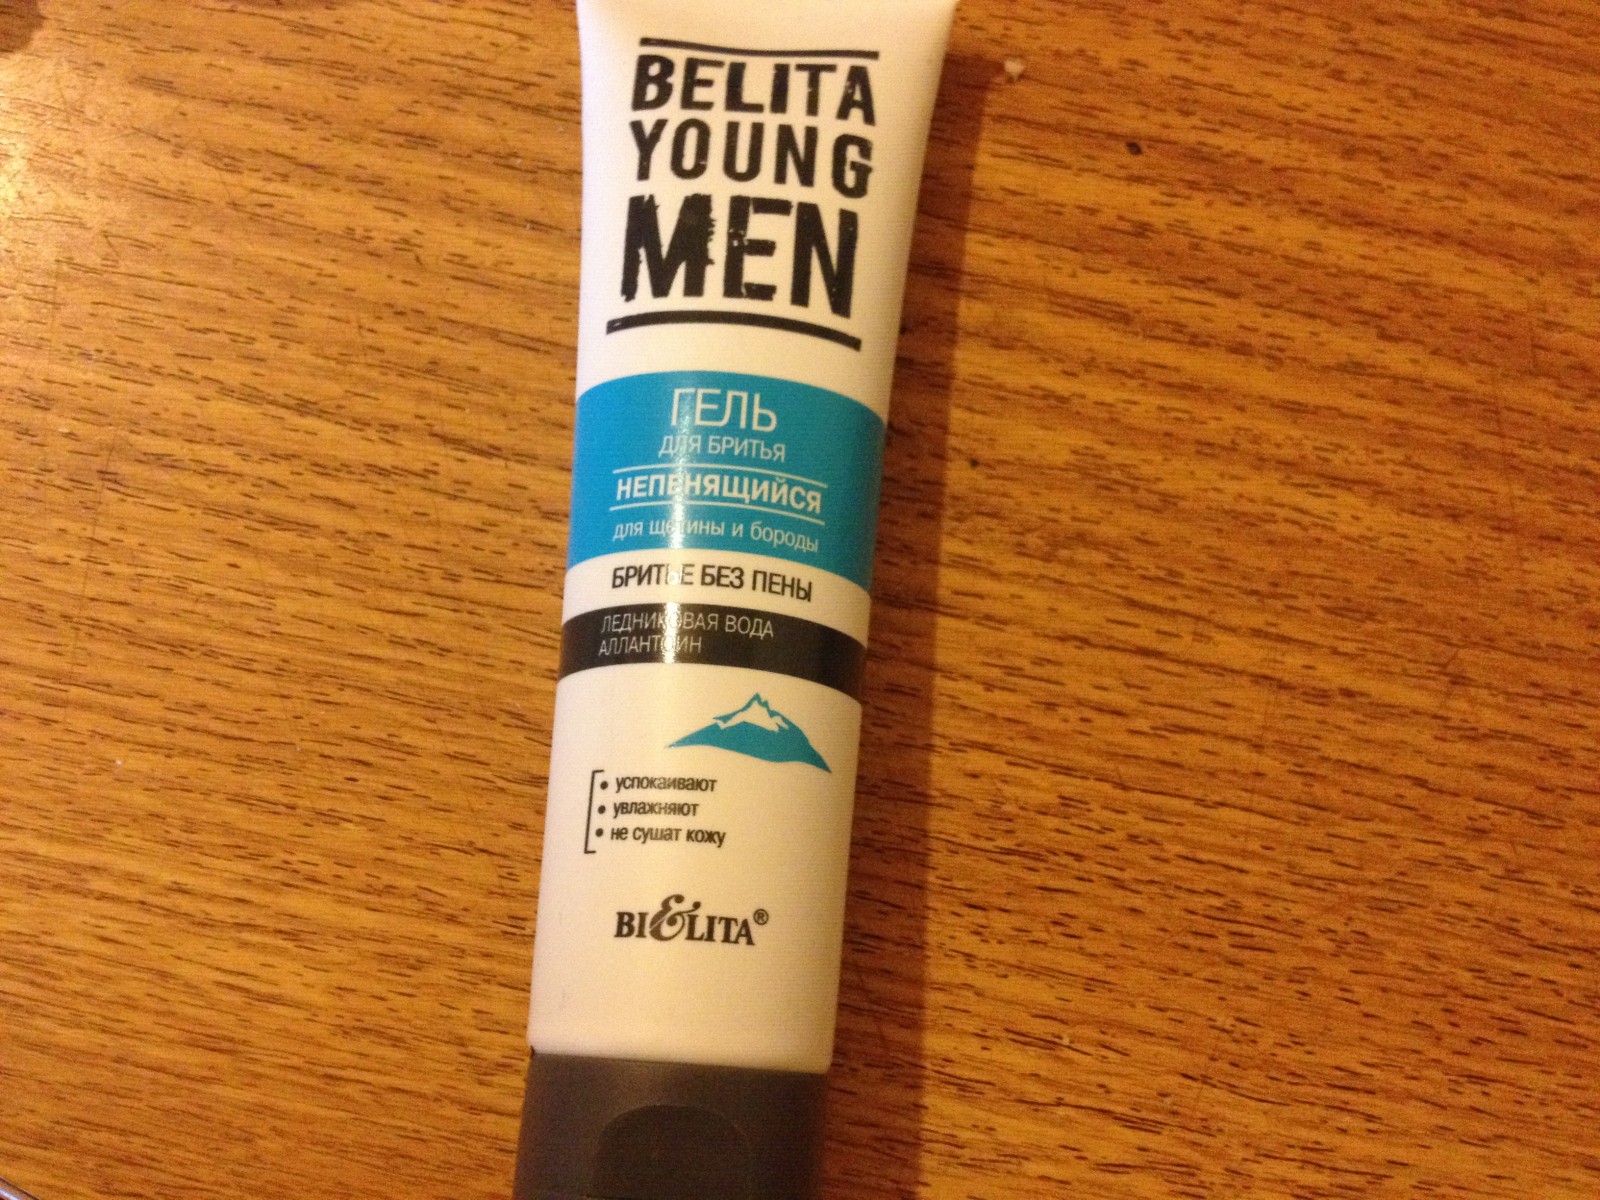 BELITA
YOUNG
MEN
ГЕЛЬ
ДЛЯ БРИТЬЯ
НЕПЕНЯЩИЙСЯ
для щетины и бороды
БРИТЬЕ БЕЗ ПЕНЫ
ЛЕДНИКОВАЯ ВОДА
АЛЛАНТОИН
• успокаивают
• увлажняют
• не сушат кожу
BIELITA®